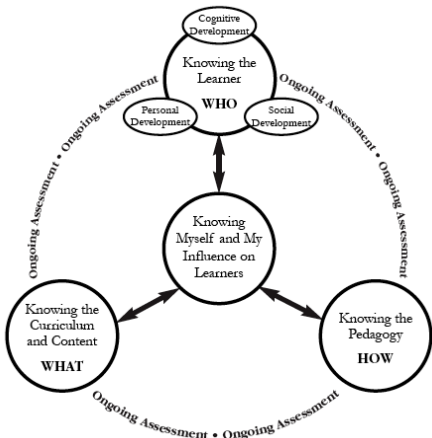 Cognitive
Development
Knowing the
Learner
WHO
Personal
Development
Social
Development
Ongoing Assessment • Ongoing Assessment
Ongoing Assessment • Ongoing Assessment
Knowing
Myself and My
Influence on
Learners
Knowing the
Curriculum
and Content
WHAT
Knowing the
Pedagogy
HOW
Ongoing Assessment • Ongoing Assessment